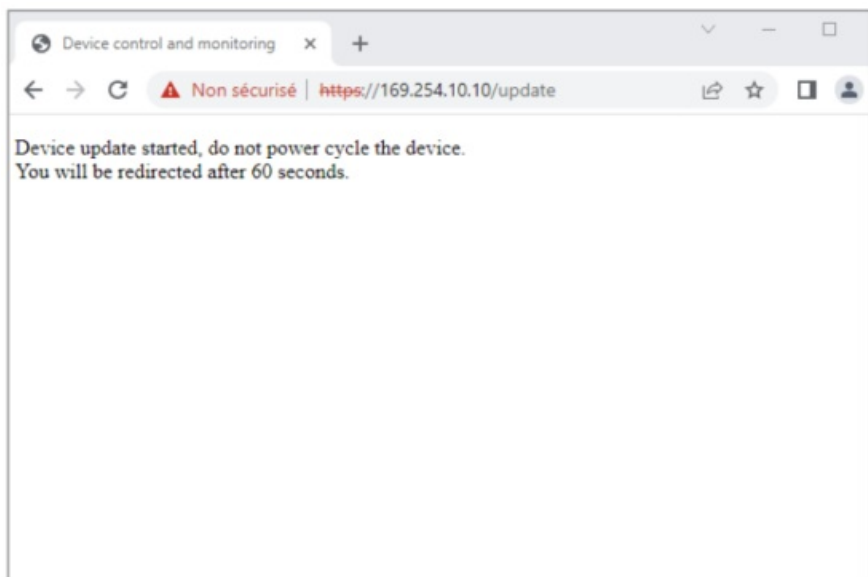 Device control and monitoring
Non sécurisé | https://169.254.10.10/update
Device update started, do not power cycle the device.
You will be redirected after 60 seconds.